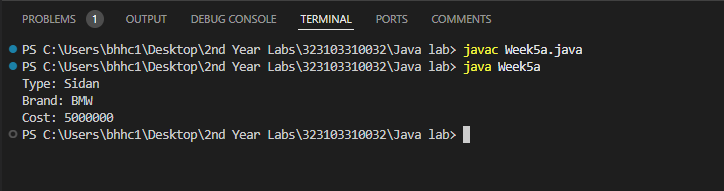 PROBLEMS 1 OUTPUT DEBUG CONSOLE TERMINAL PORTS COMMENTS
PS C:\Users\bhhc1\Desktop\2nd Year Labs\323103310032\Java lab> javac Week5a.java
PS C:\Users\bhhc1\Desktop\2nd Year Labs\323103310032\Java lab> java Week5a
Type: Sidan
Brand: BMW
Cost: 5000000
PS C:\Users\bhhc1\Desktop\2nd Year Labs\323103310032\Java lab>